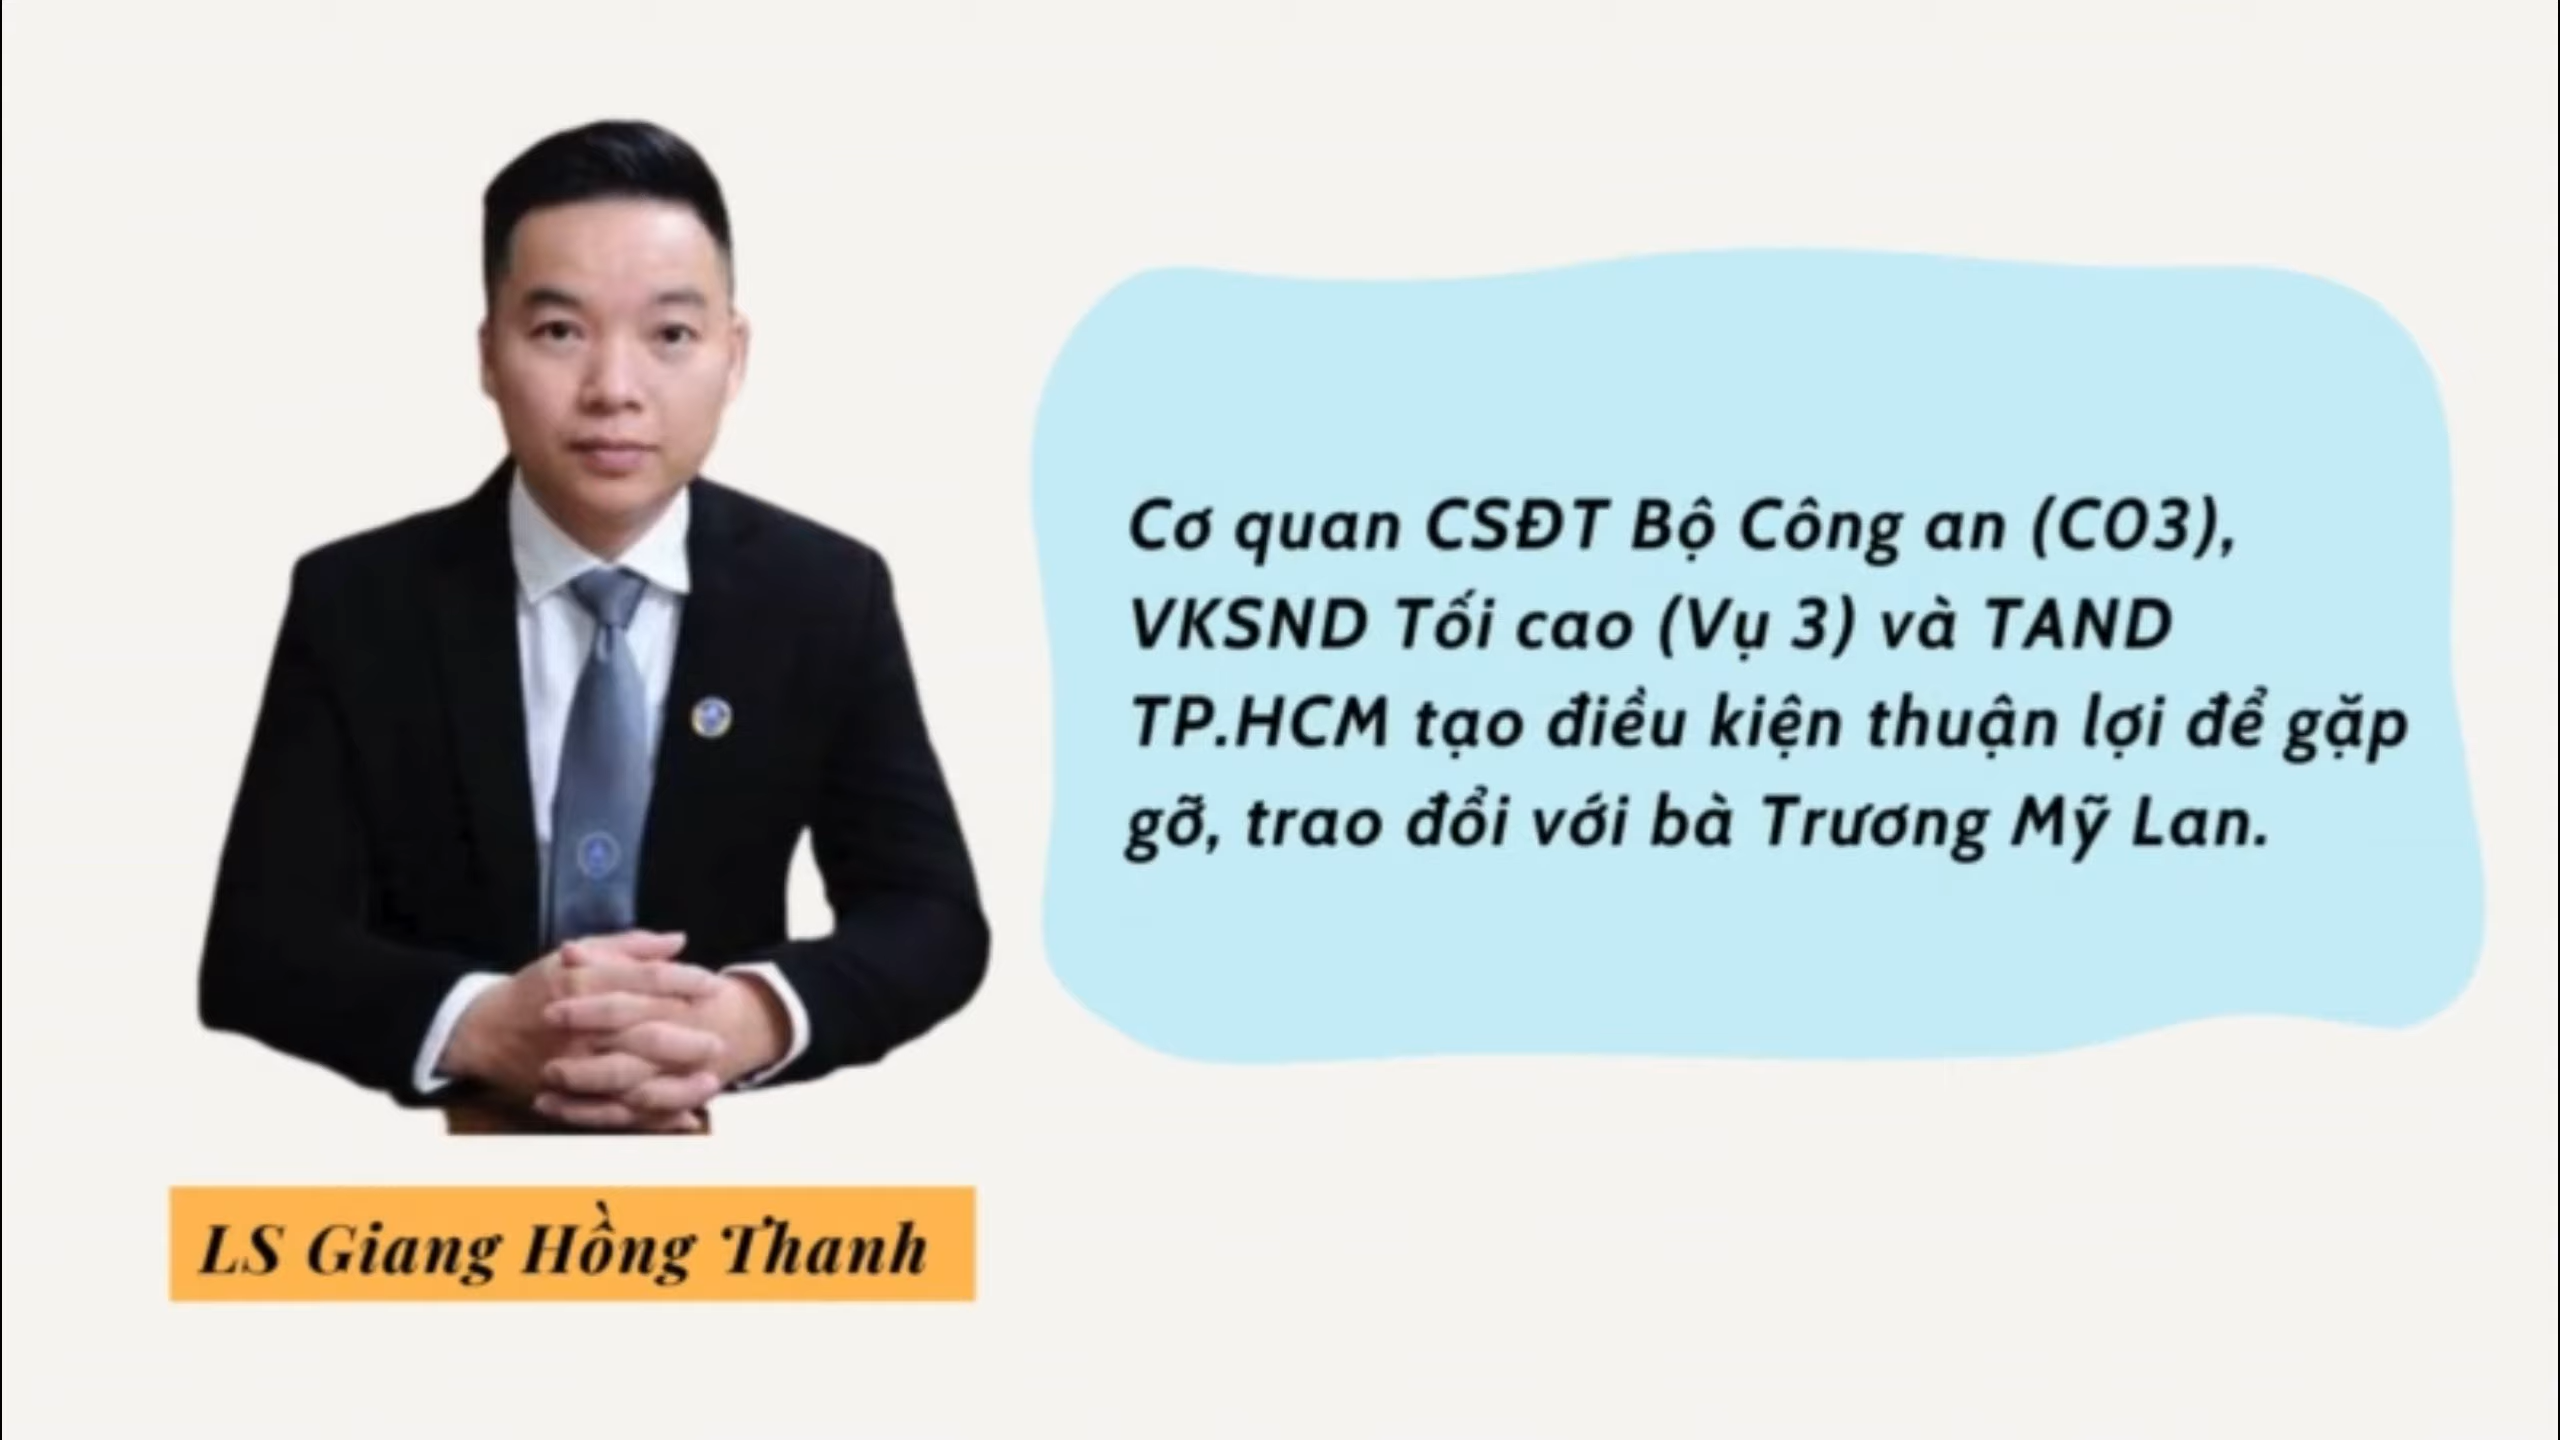 Cơ quan CSĐT Bộ Công an (C03),
VKSND Tối cao (Vụ 3) và TAND
TP.HCM tạo điều kiện thuận lợi để gặp
gỡ, trao đổi với bà Trương Mỹ Lan.
LS Giang Hồng Thanh